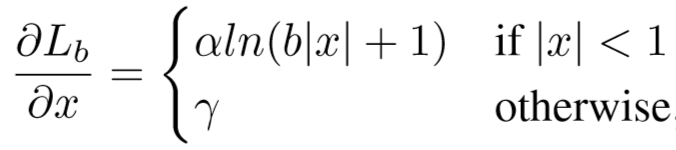 ∂L_b/∂x = { αln(b|x| + 1) if |x| < 1
γ otherwise,